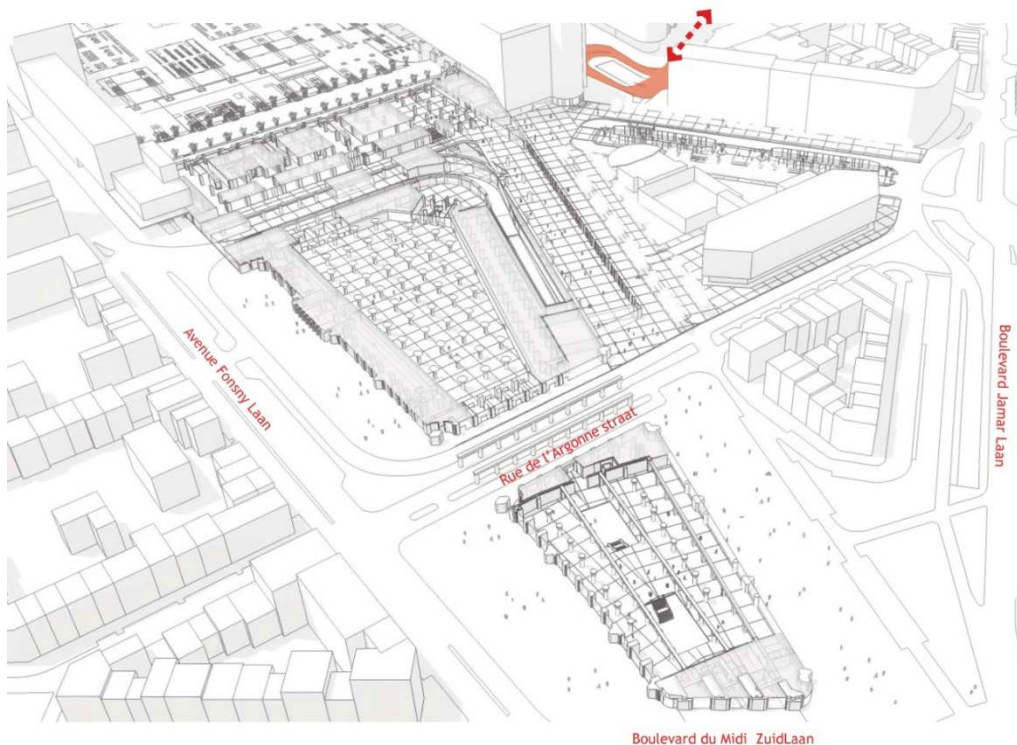 Avenue Fonsny Laan
Rue de l'Argonne straat
Boulevard Jamar Laan
Boulevard du Midi ZuidLaan